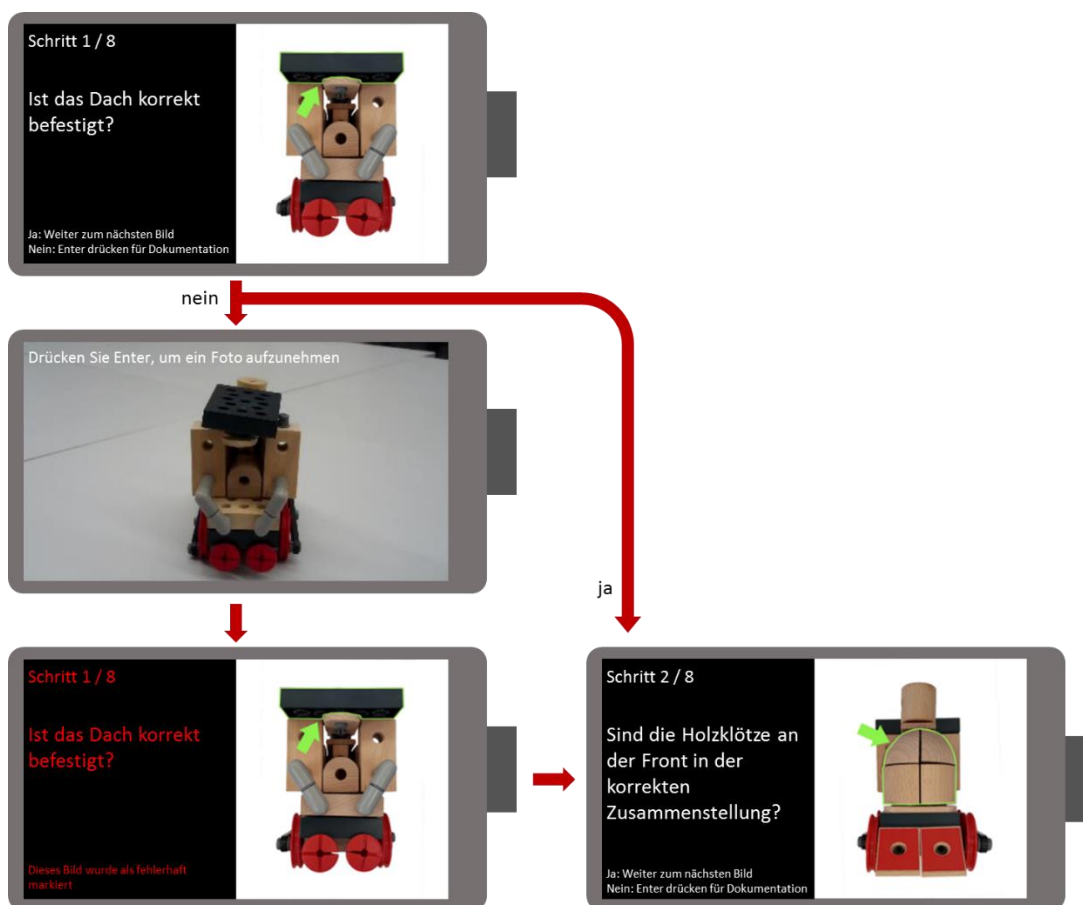 Schritt 1 / 8
Ist das Dach korrekt
befestigt?
Ja: Weiter zum nächsten Bild
Nein: Enter drücken für Dokumentation
nein
Drücken Sie Enter, um ein Foto aufzunehmen
ja
Schritt 1 / 8
Ist das Dach korrekt
befestigt?
Dieses Bild wurde als fehlerhaft
markiert
Schritt 2 / 8
Sind die Holzklötze an
der Front in der
korrekten
Zusammenstellung?
Ja: Weiter zum nächsten Bild
Nein: Enter drücken für Dokumentation